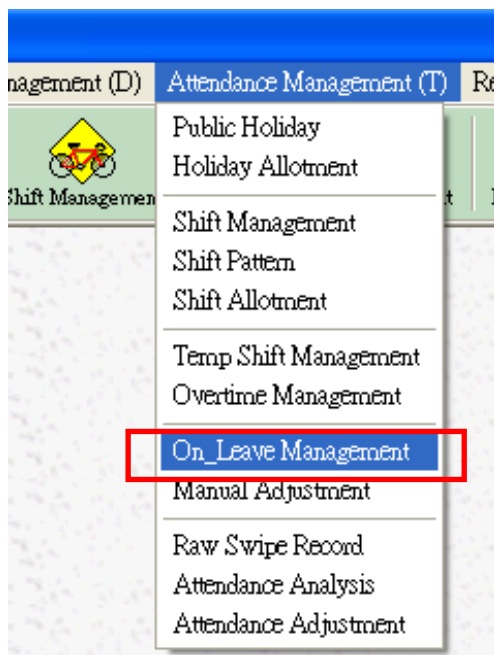 nagement (D) Attendance Management (T) Re
Shift Managemen t
Public Holiday
Holiday Allotment
Shift Management
Shift Pattern
Shift Allotment
Temp Shift Management
Overtime Management
On_Leave Management
Manual Adjustment
Raw Swipe Record
Attendance Analysis
Attendance Adjustment